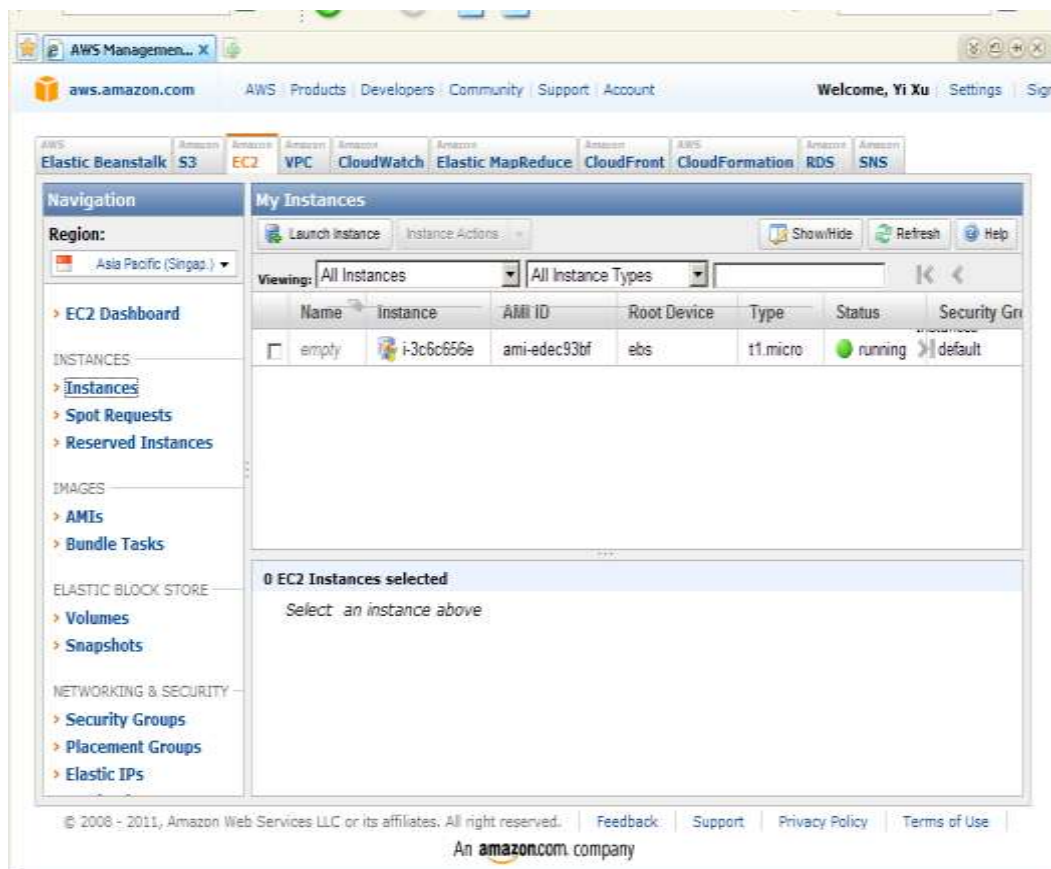 AWS Managemen... X
aws.amazon.com AWS Products Developers Community Support Account Welcome, Yi Xu Settings
AWS Amazon Amazon Amazon Amazon Amazon Amazon AWS Amazon Amazon
Elastic Beanstalk S3 EC2 VPC CloudWatch Elastic MapReduce CloudFront CloudFormation RDS SNS
Navigation
Region:
Asia Pacific (Singap.)
EC2 Dashboard
INSTANCES
Instances
Spot Requests
Reserved Instances
IMAGES
AMIs
Bundle Tasks
ELASTIC BLOCK STORE
Volumes
Snapshots
NETWORKING & SECURITY
Security Groups
Placement Groups
Elastic IPs
My Instances
Launch Instance Instance Actions Show/Hide Refresh Help
Viewing: All Instances All Instance Types
Name Instance AMI ID Root Device Type Status Security Gro
empty i-3c6c656e ami-edec93bf ebs t1.micro running default
0 EC2 Instances selected
Select an instance above
© 2008 - 2011, Amazon Web Services LLC or its affiliates. All right reserved. Feedback Support Privacy Policy Terms of Use
An amazon.com. company